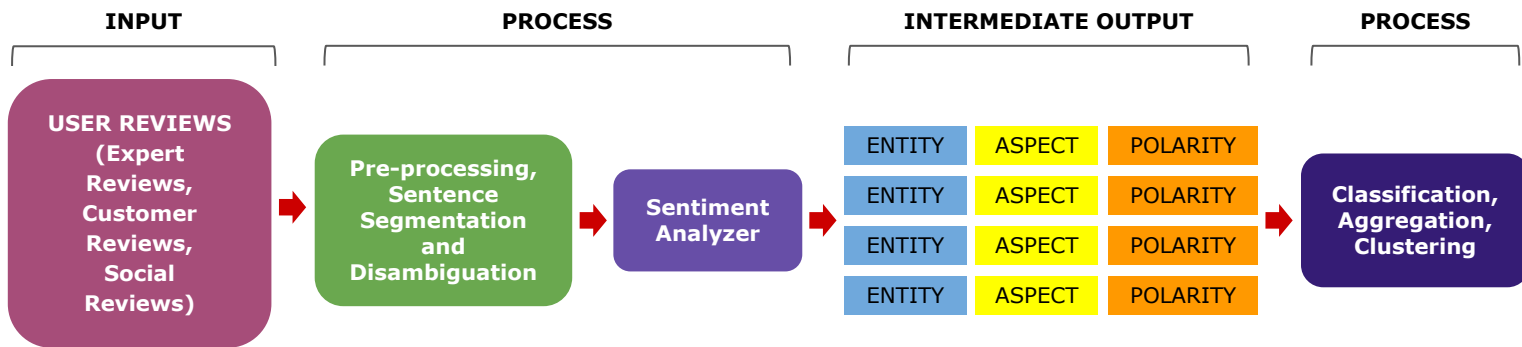 INPUT
PROCESS
INTERMEDIATE OUTPUT
PROCESS
USER REVIEWS
(Expert
Reviews,
Customer
Reviews,
Social
Reviews)
Pre-processing,
Sentence
Segmentation
and
Disambiguation
Sentiment
Analyzer
ENTITY ASPECT POLARITY
ENTITY ASPECT POLARITY
ENTITY ASPECT POLARITY
ENTITY ASPECT POLARITY
Classification,
Aggregation,
Clustering